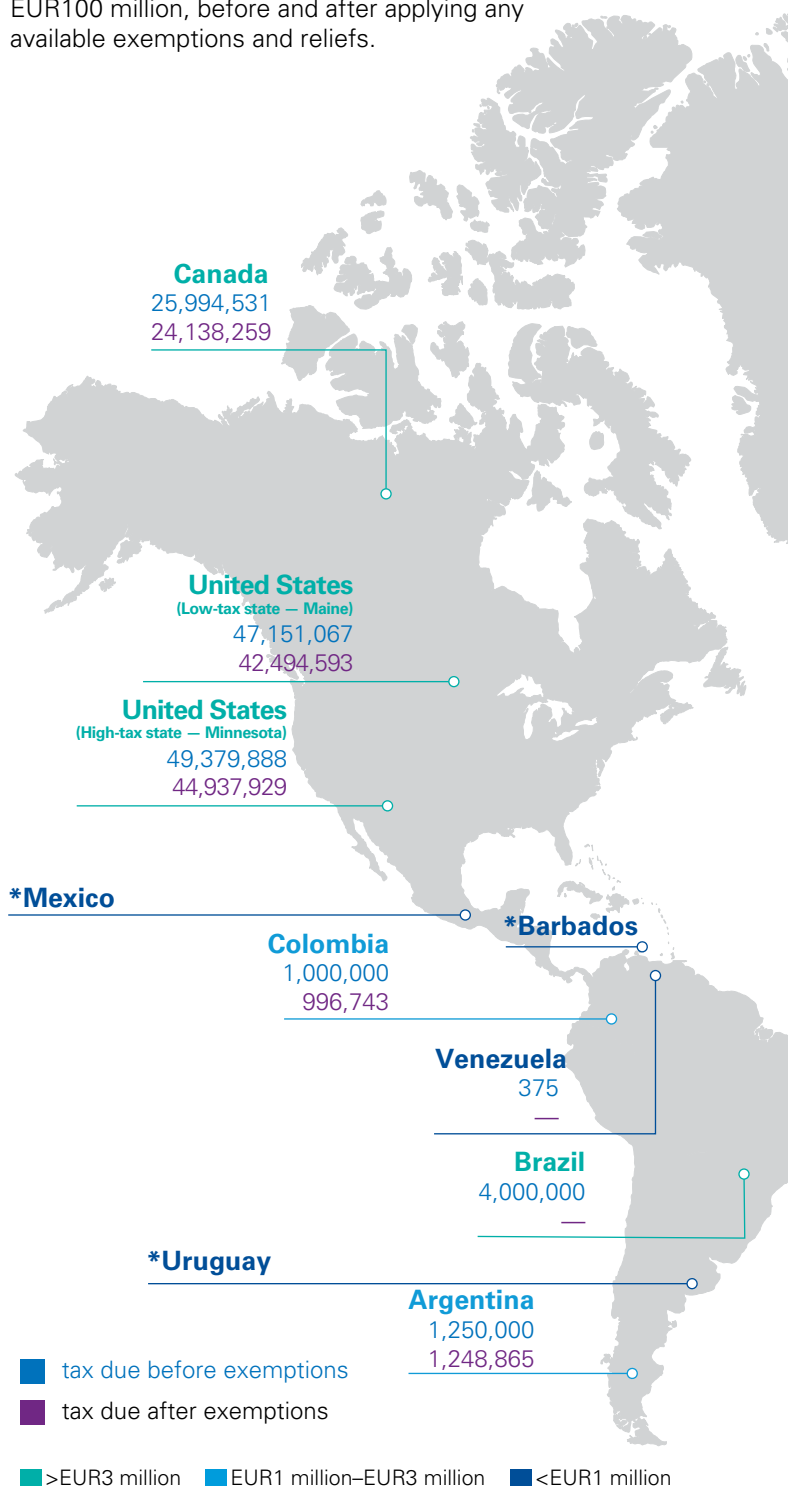 EUR100 million, before and after applying any
available exemptions and reliefs.
Canada
25,994,531
24,138,259
United States
(Low-tax state — Maine)
47,151,067
42,494,593
United States
(High-tax state — Minnesota)
49,379,888
44,937,929
*Mexico
*Barbados
Colombia
1,000,000
996,743
Venezuela
375
—
Brazil
4,000,000
—
*Uruguay
Argentina
1,250,000
1,248,865
tax due before exemptions
tax due after exemptions
>EUR3 million EUR1 million–EUR3 million <EUR1 million